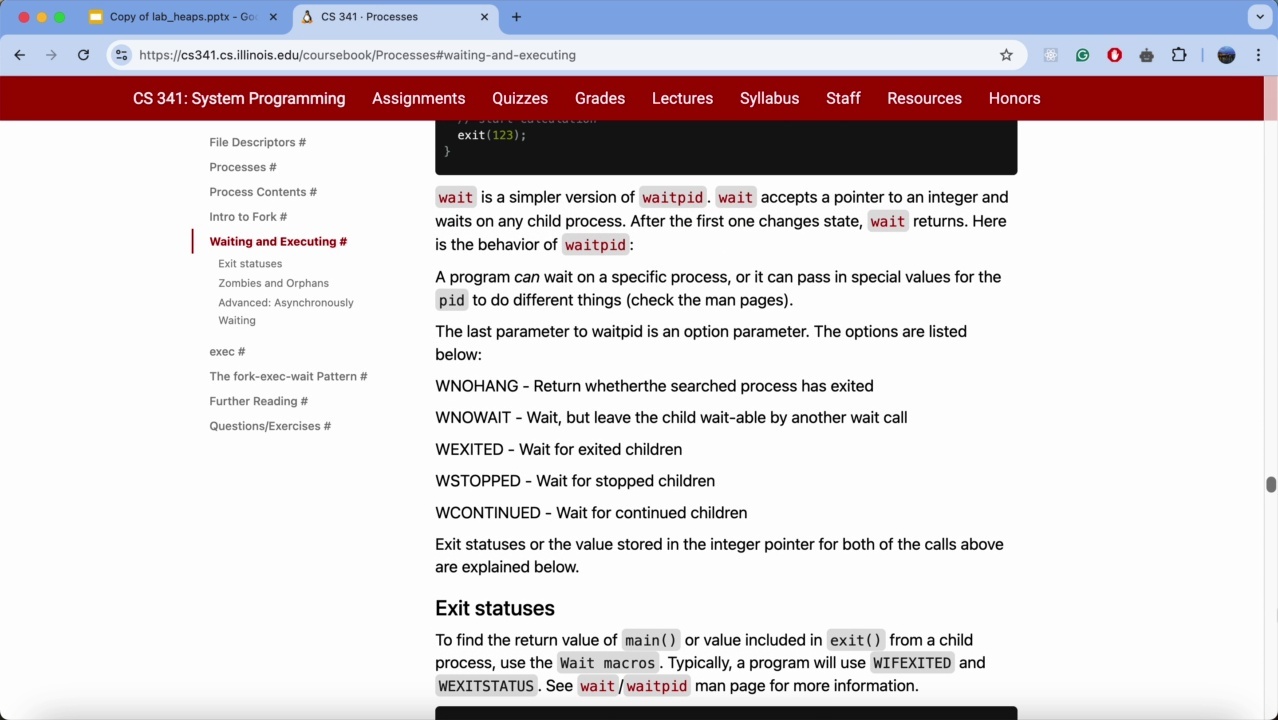 Copy of lab_heaps.pptx - Goo
CS 341 · Processes
https://cs341.cs.illinois.edu/coursebook/Processes#waiting-and-executing
CS 341: System Programming Assignments Quizzes Grades Lectures Syllabus Staff Resources Honors
File Descriptors #
Processes #
Process Contents #
Intro to Fork #
Waiting and Executing #
Exit statuses
Zombies and Orphans
Advanced: Asynchronously
Waiting
exec #
The fork-exec-wait Pattern #
Further Reading #
Questions/Exercises #
// start calculation
exit(123);
}
wait is a simpler version of waitpid. wait accepts a pointer to an integer and
waits on any child process. After the first one changes state, wait returns. Here
is the behavior of waitpid:
A program can wait on a specific process, or it can pass in special values for the
pid to do different things (check the man pages).
The last parameter to waitpid is an option parameter. The options are listed
below:
WNOHANG - Return whetherthe searched process has exited
WNOWAIT - Wait, but leave the child wait-able by another wait call
WEXITED - Wait for exited children
WSTOPPED - Wait for stopped children
WCONTINUED - Wait for continued children
Exit statuses or the value stored in the integer pointer for both of the calls above
are explained below.
Exit statuses
To find the return value of main() or value included in exit() from a child
process, use the Wait macros. Typically, a program will use WIFEXITED and
WEXITSTATUS. See wait/waitpid man page for more information.